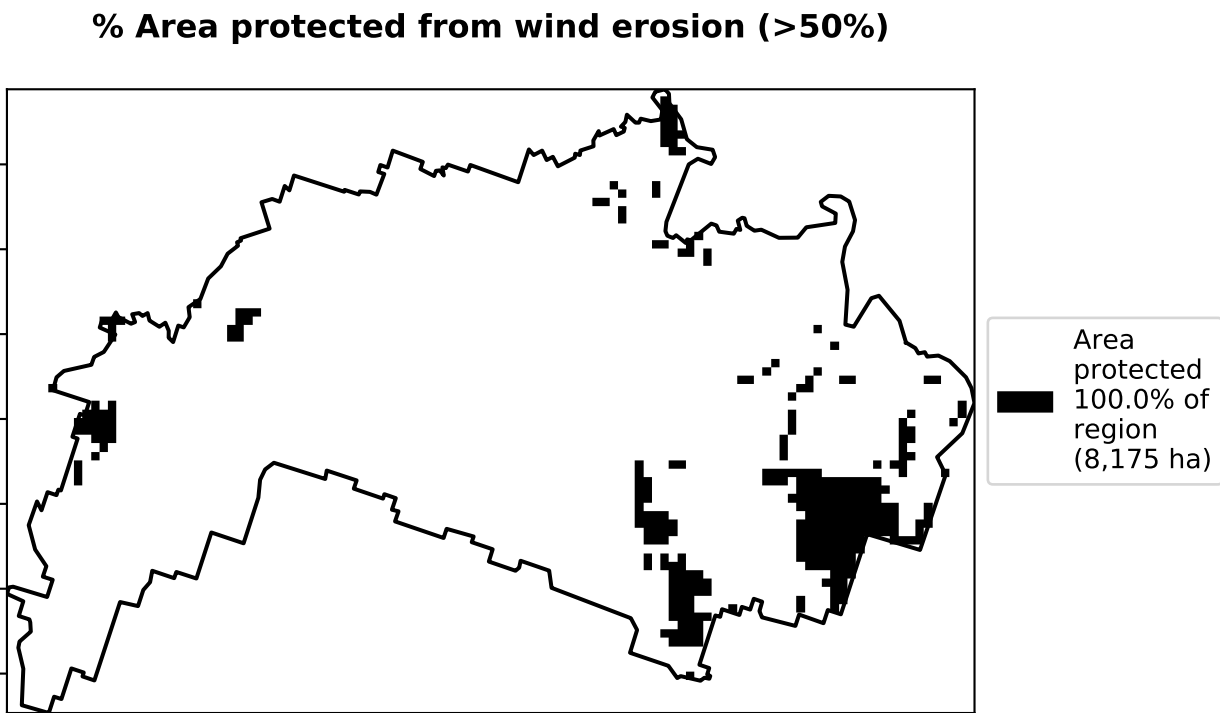 % Area protected from wind erosion (>50%)
Area
protected
100.0% of
region
(8,175 ha)